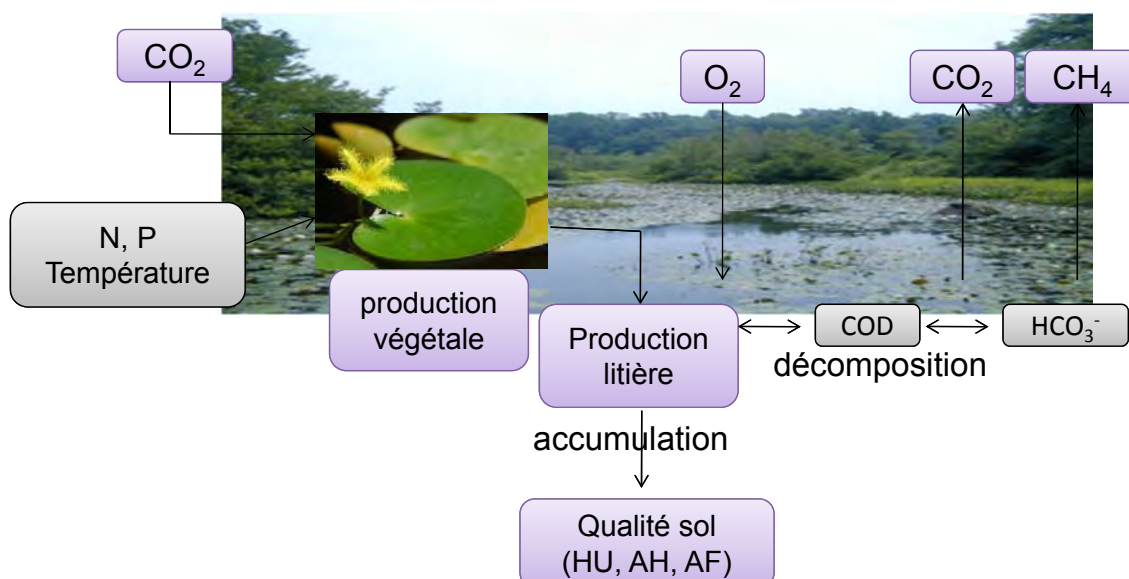 CO₂
O₂
CO₂
CH₄
N, P
Température
production
végétale
Production
litière
COD
HCO₃⁻
décomposition
accumulation
Qualité sol
(HU, AH, AF)